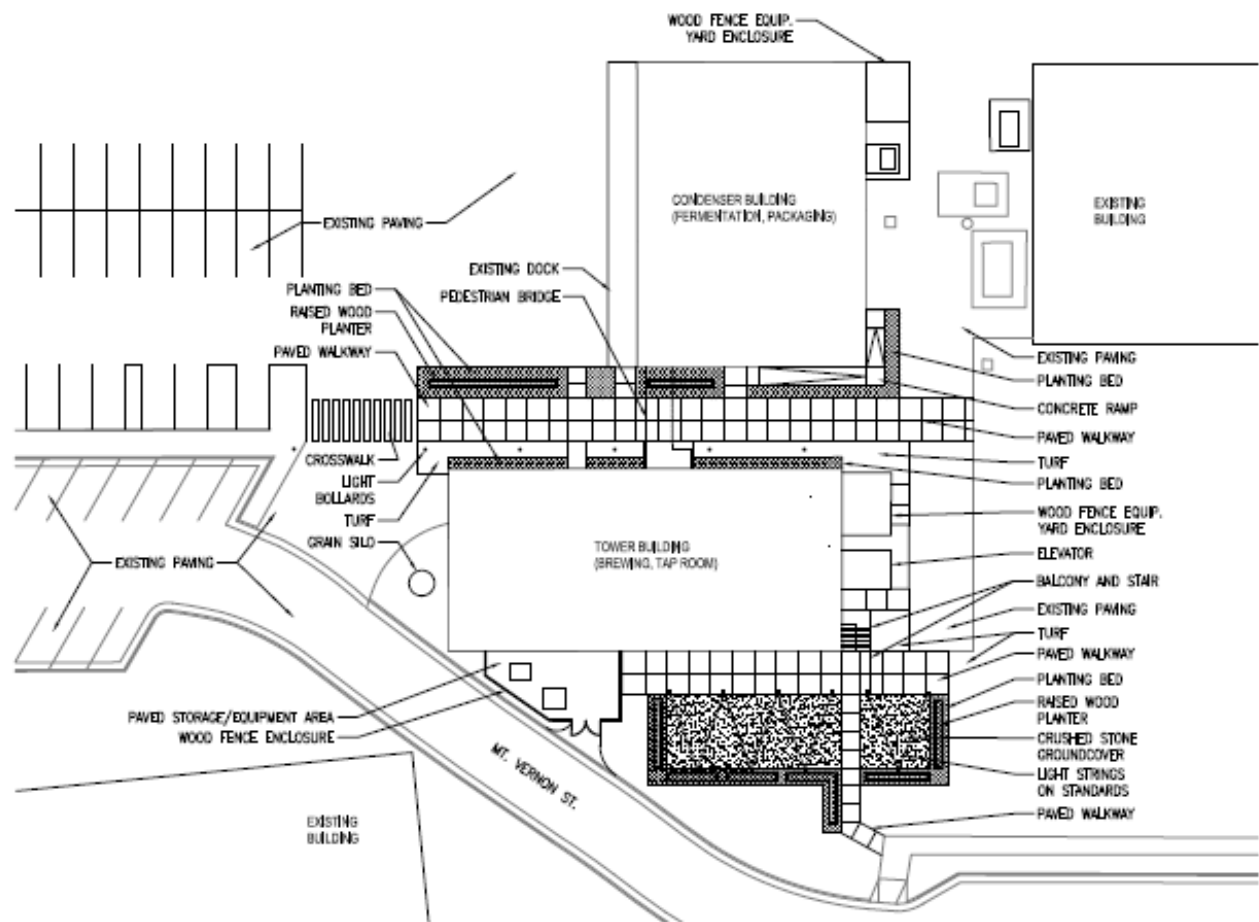 WOOD FENCE EQUIP.
YARD ENCLOSURE
CONDENSER BUILDING
(FERMENTATION, PACKAGING)
EXISTING
BUILDING
EXISTING PAVING
EXISTING DOCK
PEDESTRIAN BRIDGE
PLANTING BED
RAISED WOOD
PLANTER
PAVED WALKWAY
CROSSWALK
LIGHT
BOLLARDS
TURF
GRAIN SILO
EXISTING PAVING
TOWER BUILDING
(BREWING, TAP ROOM)
EXISTING PAVING
PLANTING BED
CONCRETE RAMP
PAVED WALKWAY
TURF
PLANTING BED
WOOD FENCE EQUIP.
YARD ENCLOSURE
ELEVATOR
BALCONY AND STAIR
EXISTING PAVING
TURF
PAVED WALKWAY
PLANTING BED
RAISED WOOD
PLANTER
CRUSHED STONE
GROUNDCOVER
LIGHT STRINGS
ON STANDARDS
PAVED WALKWAY
PAVED STORAGE/EQUIPMENT AREA
WOOD FENCE ENCLOSURE
MT. VERNON ST.
EXISTING
BUILDING